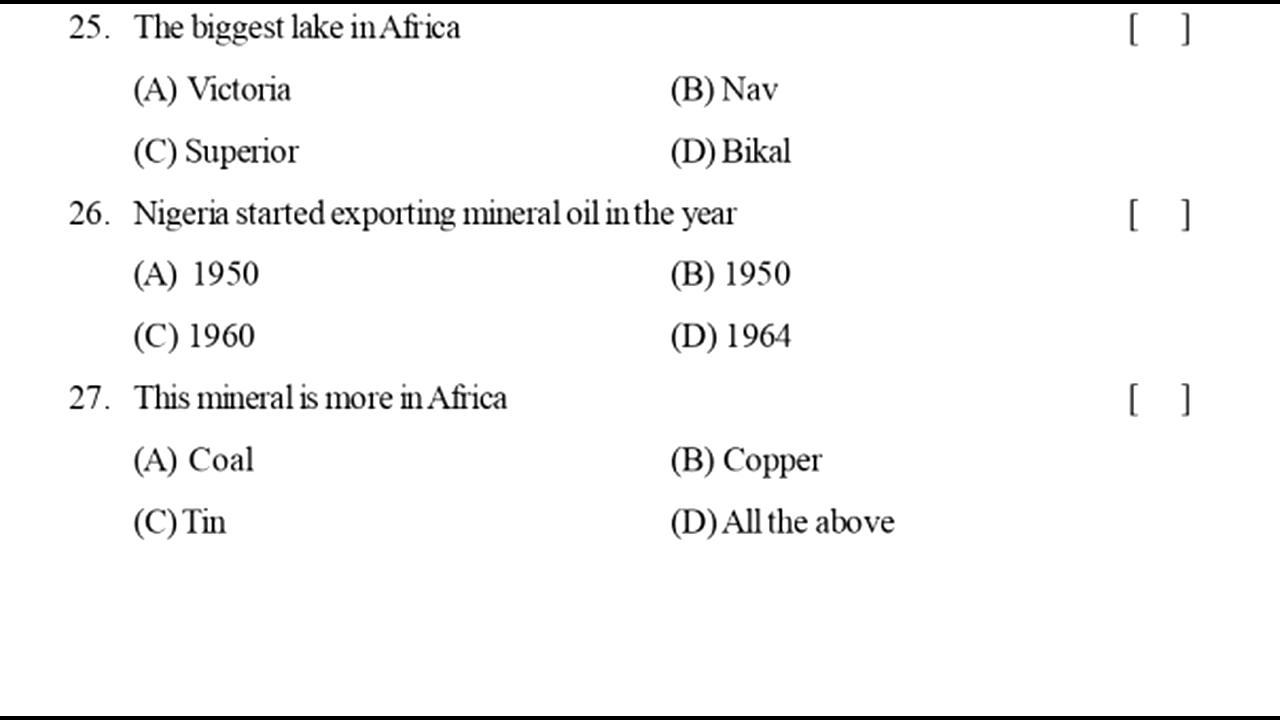 25. The biggest lake in Africa [ ]
(A) Victoria (B) Nav
(C) Superior (D) Bikal
26. Nigeria started exporting mineral oil in the year [ ]
(A) 1950 (B) 1950
(C) 1960 (D) 1964
27. This mineral is more in Africa [ ]
(A) Coal (B) Copper
(C) Tin (D) All the above